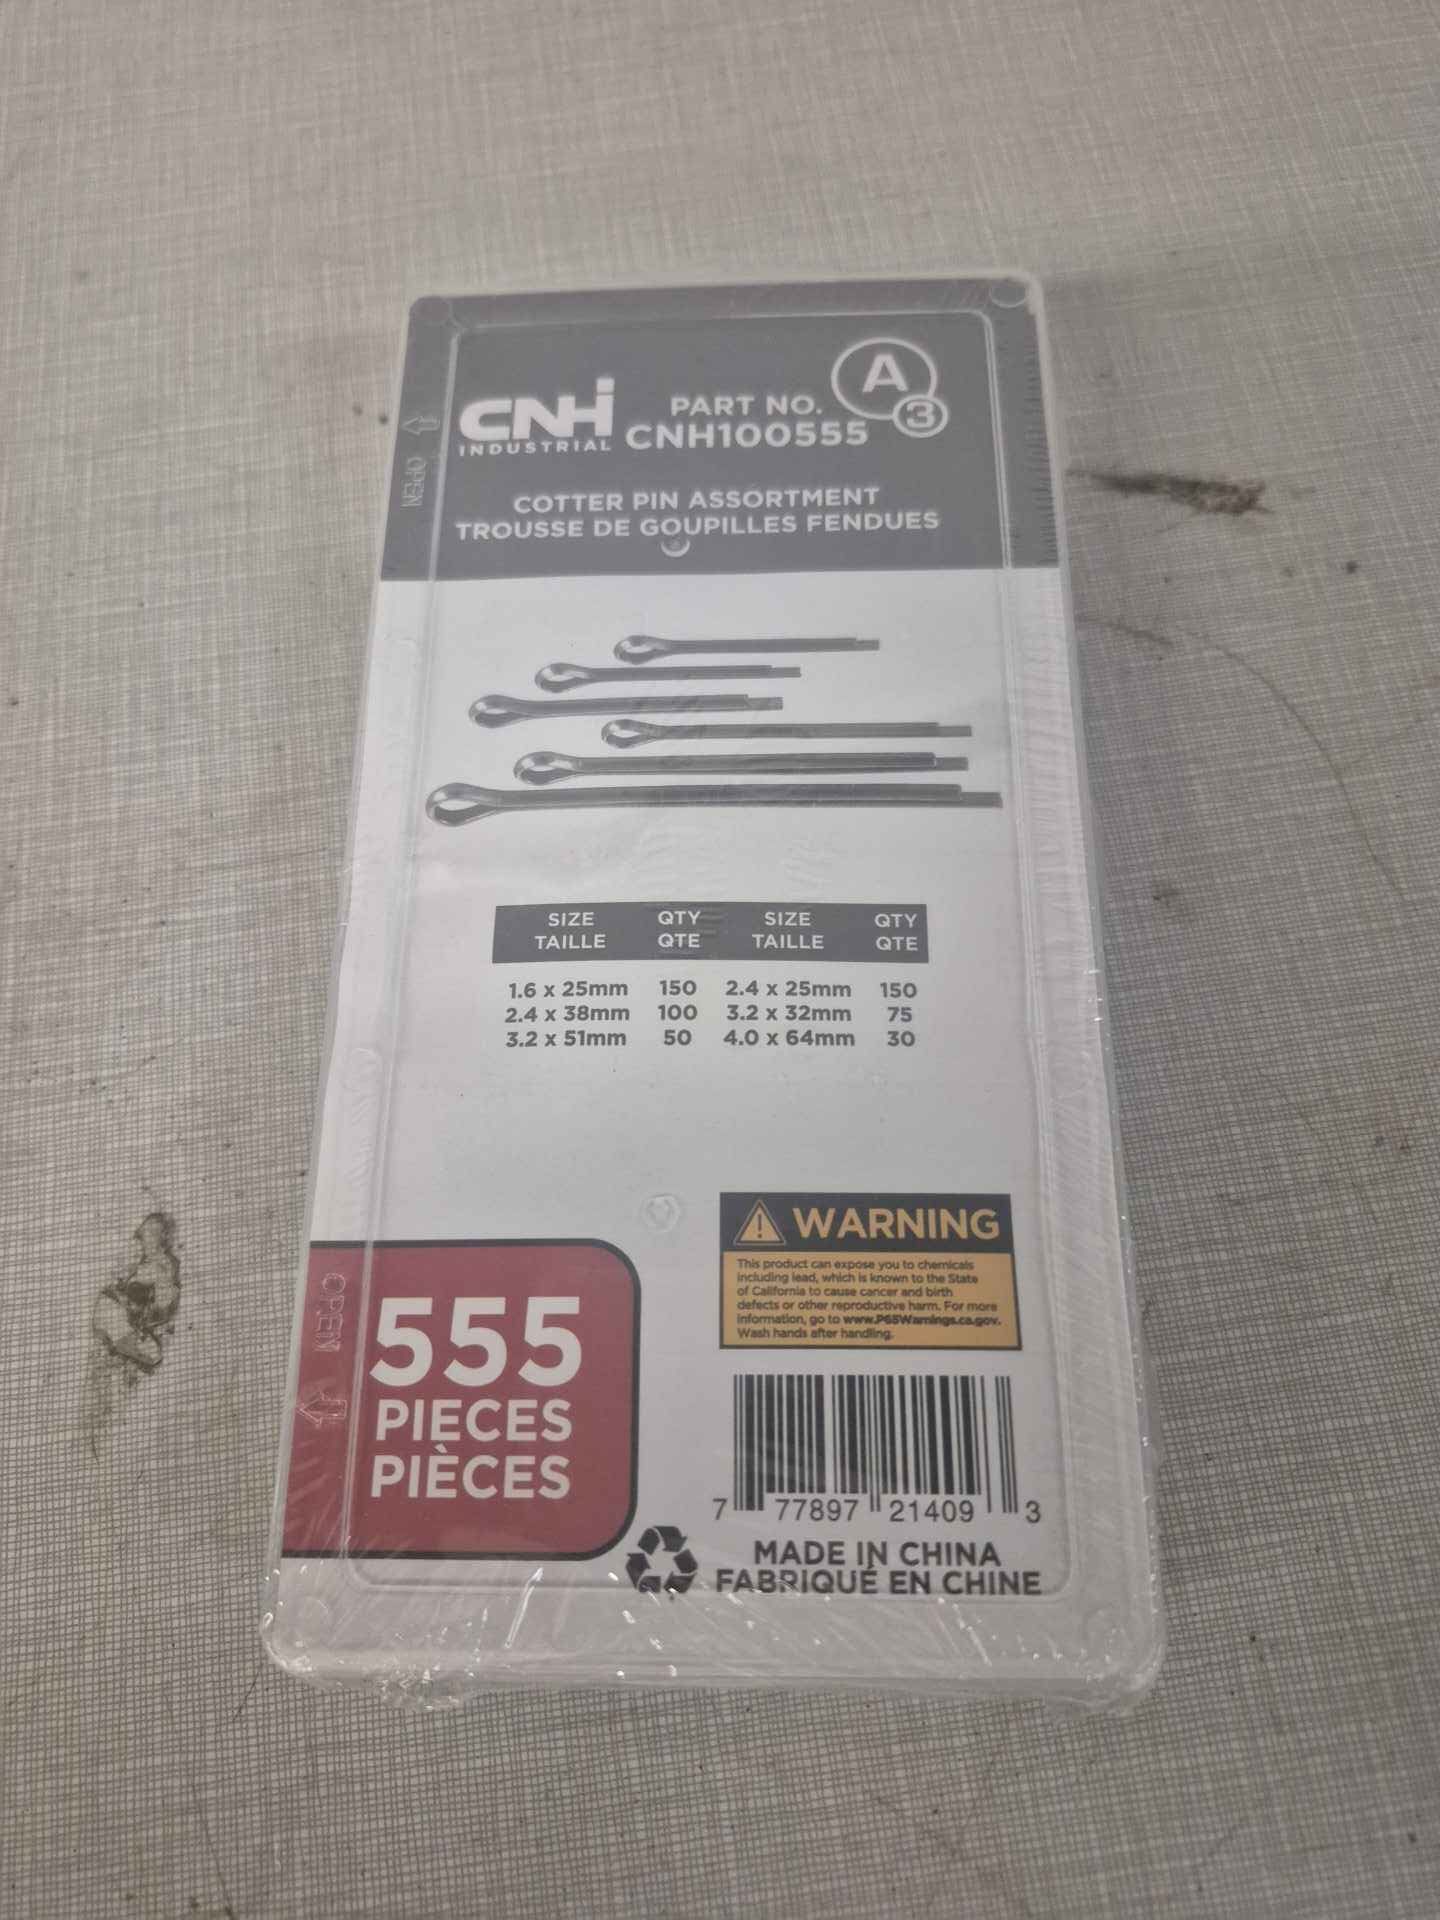 CNH
INDUSTRIAL
PART NO.
CNH100555
A
3
OPEN
COTTER PIN ASSORTMENT
TROUSSE DE GOUPILLES FENDUES
SIZE QTY SIZE QTY
TAILLE QTE TAILLE QTE
1.6 x 25mm 150 2.4 x 25mm 150
2.4 x 38mm 100 3.2 x 32mm 75
3.2 x 51mm 50 4.0 x 64mm 30
WARNING
This product can expose you to chemicals
including lead, which is known to the State
of California to cause cancer and birth
defects or other reproductive harm. For more
information, go to www.P65Warnings.ca.gov.
Wash hands after handling.
OPEN
555
PIECES
PIÈCES
7 77897 21409 3
MADE IN CHINA
FABRIQUÉ EN CHINE